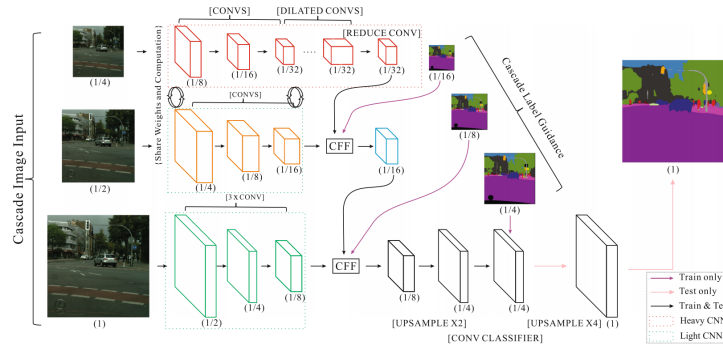 [CONVS]
[DILATED CONVS]
[REDUCE CONV]
(1/4)
(1/8)
(1/16)
(1/32)
(1/32)
(1/32)
(1/16)
{Share Weights and Computation}
[CONVS]
Cascade Label Guidance
Cascade Image Input
CFF
(1/2)
(1/4)
(1/8)
(1/16)
(1/16)
(1/8)
(1)
[3 x CONV]
(1/4)
CFF
(1)
(1/2)
(1/4)
(1/8)
(1/8)
(1/4)
(1/4)
(1)
[UPSAMPLE X2]
[UPSAMPLE X4]
[CONV CLASSIFIER]
Train only
Test only
Train & Te
Heavy CNN
Light CNN